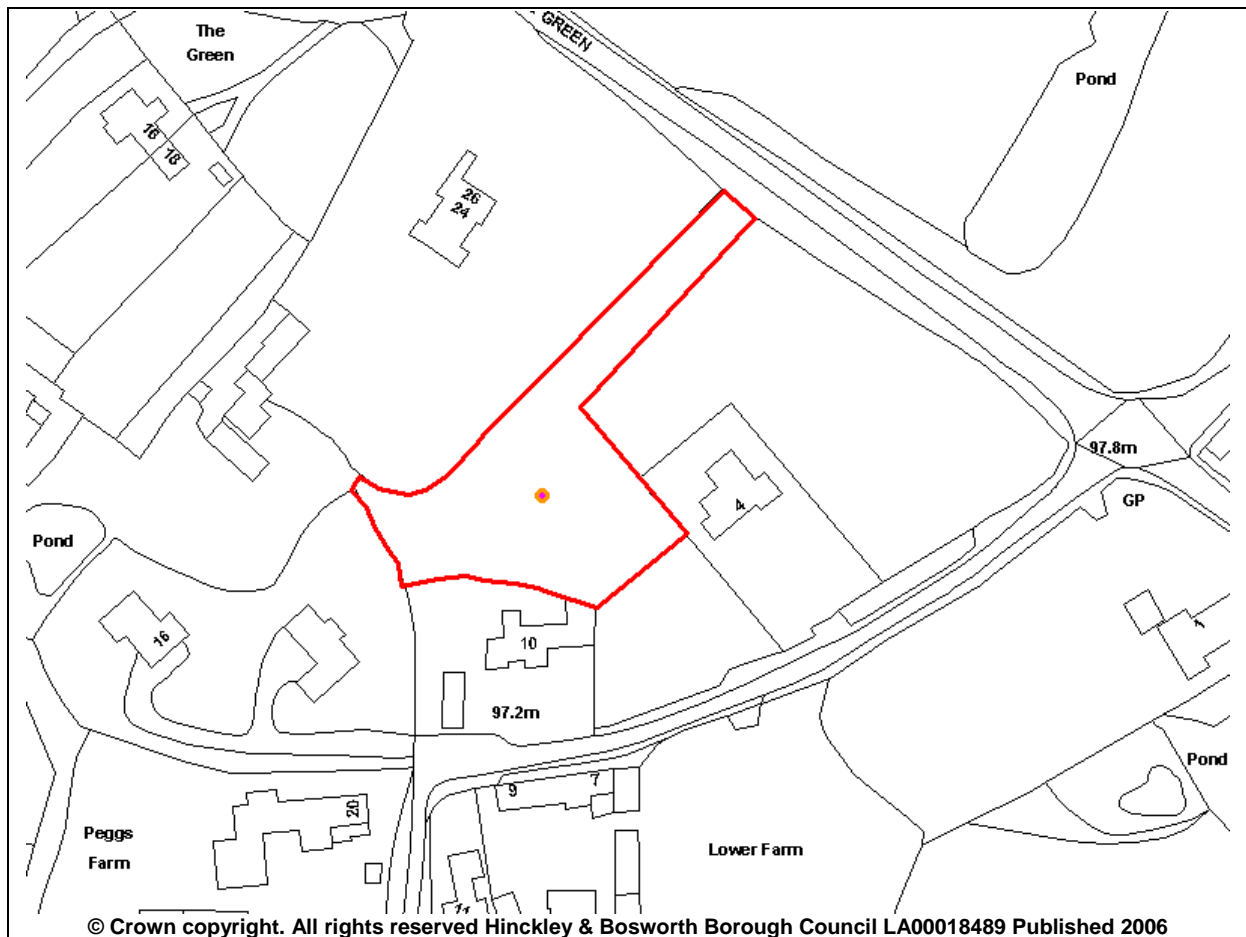 The
Green
GREEN
Pond
16
18
26
24
97.8m
GP
4
Pond
16
10
1
97.2m
Pond
9
7
20
Peggs
Farm
Lower Farm
11
© Crown copyright. All rights reserved Hinckley & Bosworth Borough Council LA00018489 Published 2006